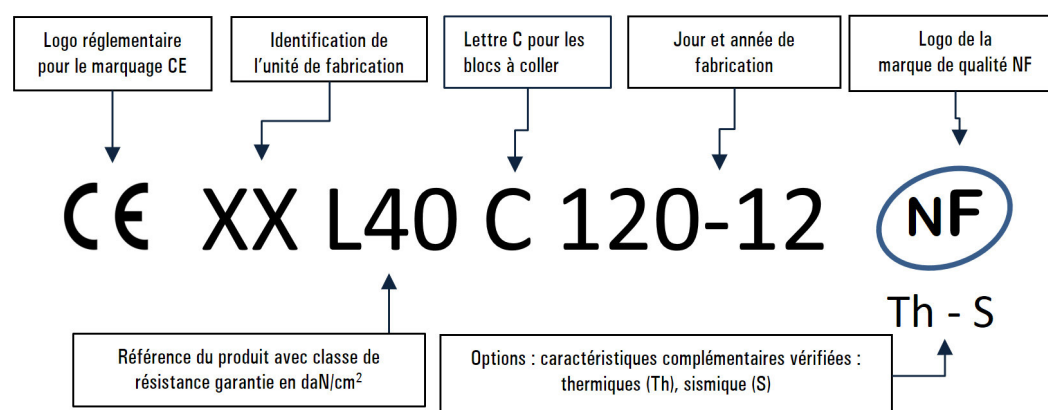 Logo réglementaire
pour le marquage CE
Identification de
l'unité de fabrication
Lettre C pour les
blocs à coller
Jour et année de
fabrication
Logo de la
marque de qualité NF
CE XX L40 C 120-12 NF
Th - S
Référence du produit avec classe de
résistance garantie en daN/cm²
Options : caractéristiques complémentaires vérifiées :
thermiques (Th), sismique (S)